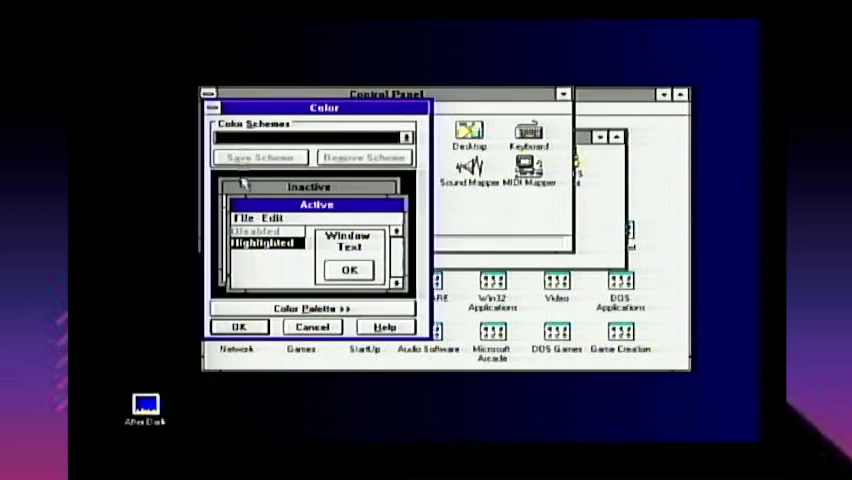 Control Panel
Color
Color Schemes
Save Scheme
Remove Scheme
Inactive
Active
File Edit
Disabled
Highlighted
Window
Text
OK
Color Palette >>
OK
Cancel
Help
Desktop
Keyboard
Sound Mapper
MIDI Mapper
Win32
Applications
Video
DOS
Applications
Network
Games
StartUp
Audio Software
Microsoft
Arcade
DOS Games
Game Creation
After Dark